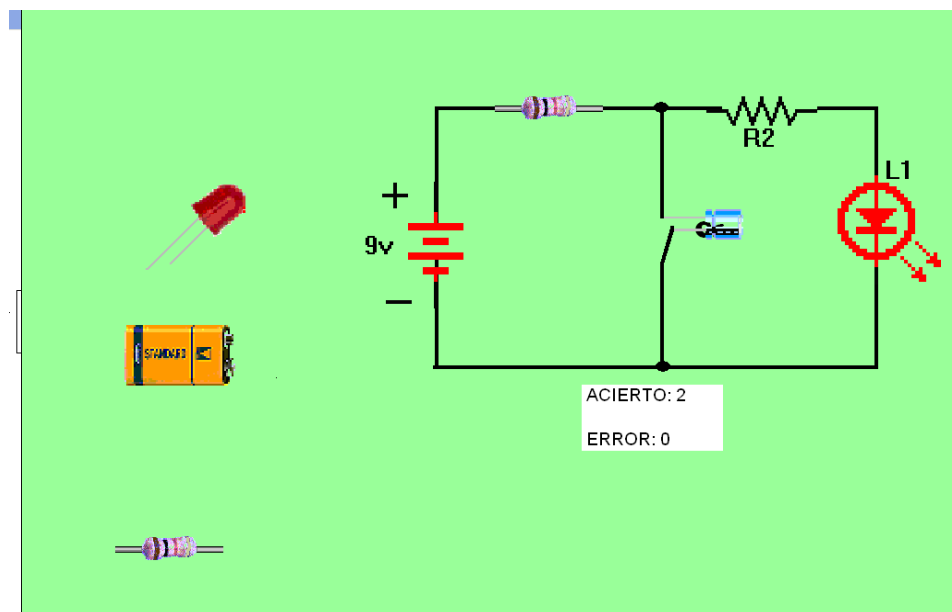 R2
L1
+
9v
−
STANDARD
ACIERTO: 2
ERROR: 0